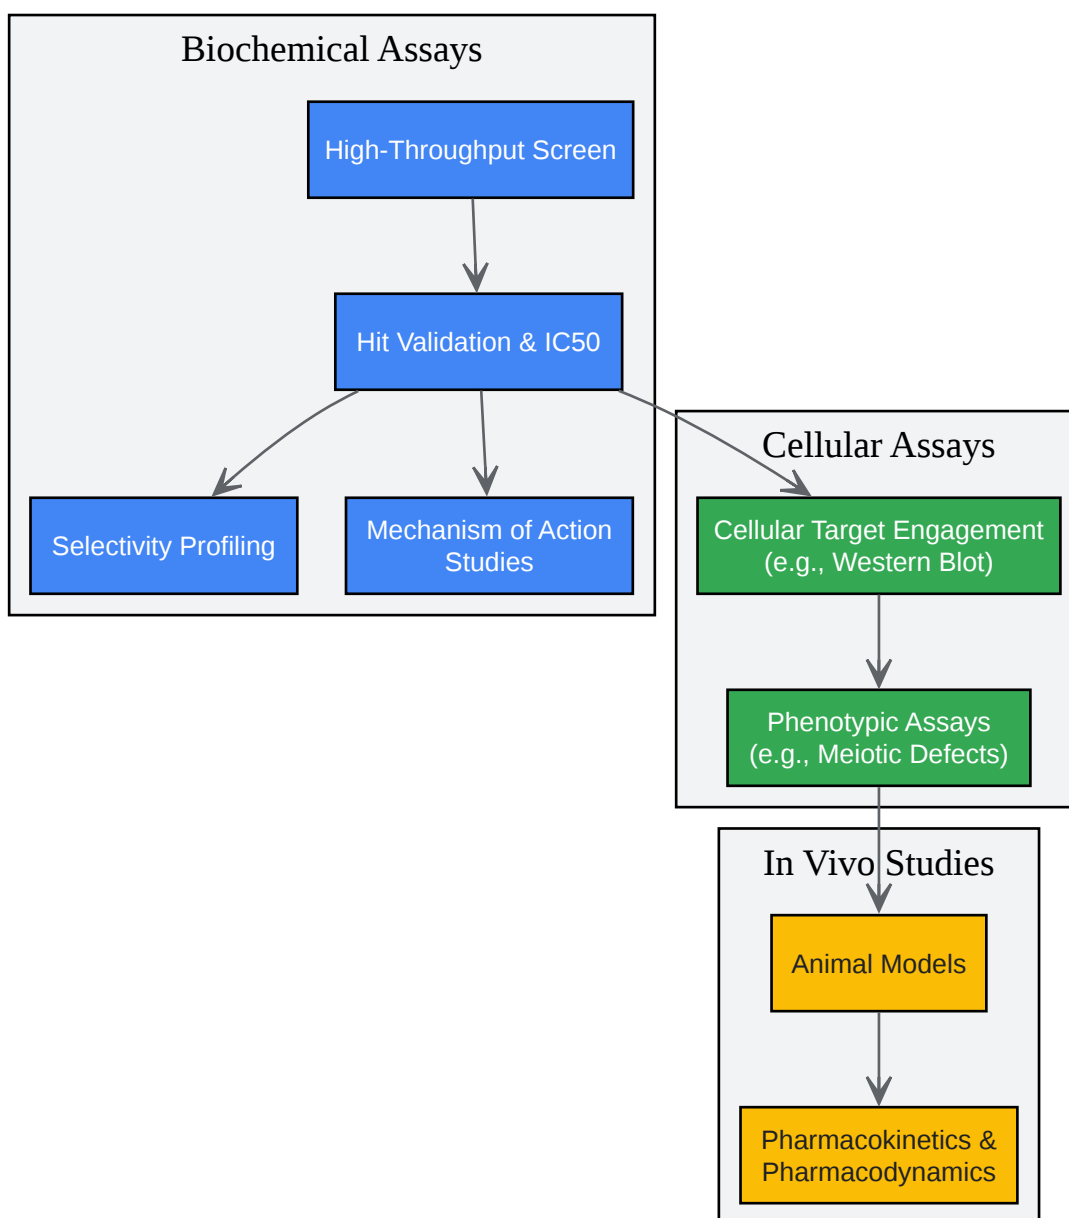 Biochemical Assays
High-Throughput Screen
Hit Validation & IC50
Selectivity Profiling
Mechanism of Action
Studies
Cellular Assays
Cellular Target Engagement
(e.g., Western Blot)
Phenotypic Assays
(e.g., Meiotic Defects)
In Vivo Studies
Animal Models
Pharmacokinetics &
Pharmacodynamics